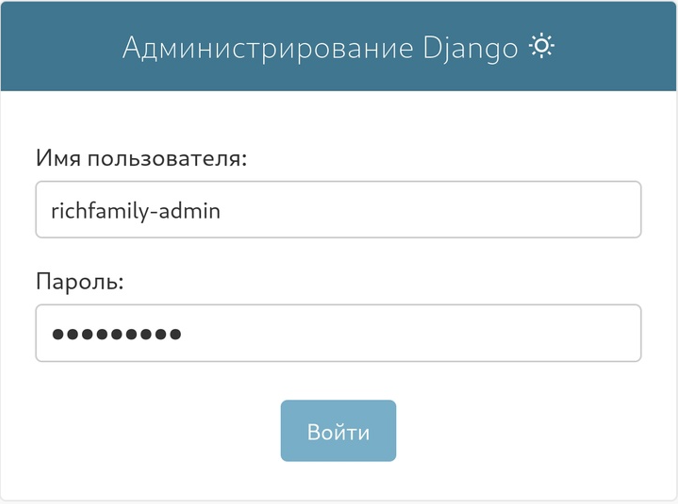 Администрирование Django
Имя пользователя:
richfamily-admin
Пароль:
•••••••••
Войти